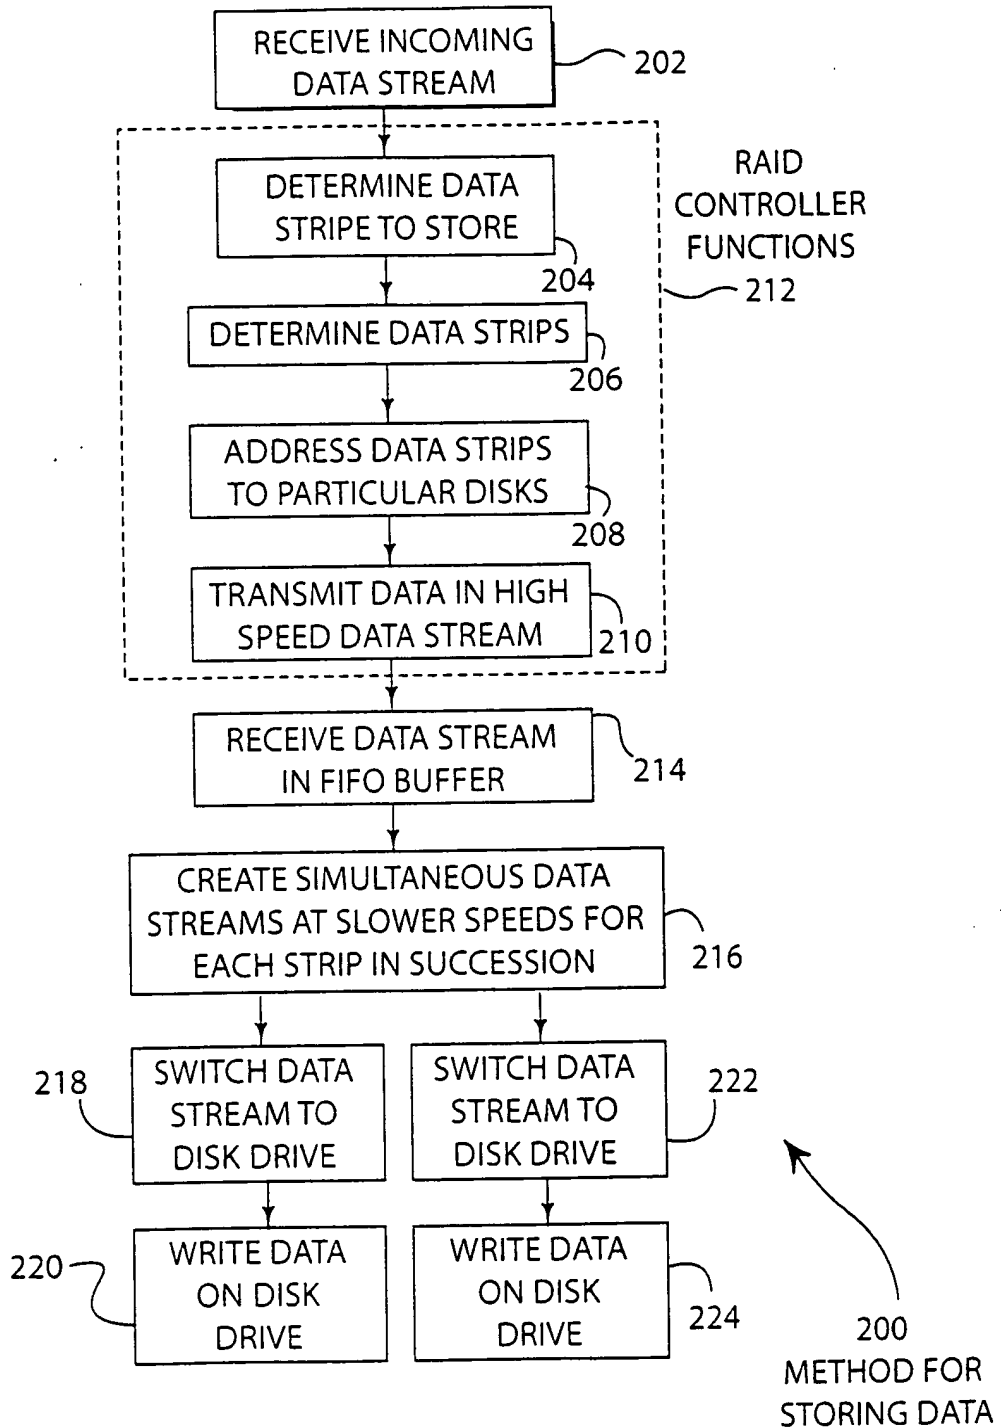 RECEIVE INCOMING
DATA STREAM
202
DETERMINE DATA
STRIPE TO STORE
204
RAID
CONTROLLER
FUNCTIONS
212
DETERMINE DATA STRIPS
206
ADDRESS DATA STRIPS
TO PARTICULAR DISKS
208
TRANSMIT DATA IN HIGH
SPEED DATA STREAM
210
RECEIVE DATA STREAM
IN FIFO BUFFER
214
CREATE SIMULTANEOUS DATA
STREAMS AT SLOWER SPEEDS FOR
EACH STRIP IN SUCCESSION
216
218
SWITCH DATA
STREAM TO
DISK DRIVE
SWITCH DATA
STREAM TO
DISK DRIVE
222
220
WRITE DATA
ON DISK
DRIVE
WRITE DATA
ON DISK
DRIVE
224
200
METHOD FOR
STORING DATA